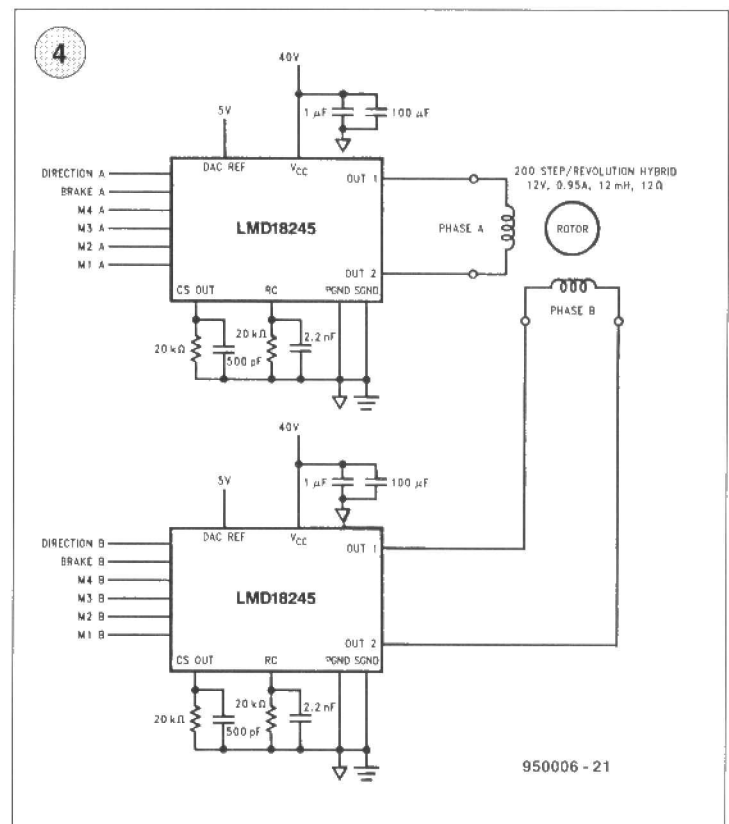 4
40V
5V
1 µF
100 µF
DAC REF
VCC
DIRECTION A
BRAKE A
M4 A
M3 A
M2 A
M1 A
LMD18245
OUT 1
OUT 2
CS OUT
RC
PGND SGND
20 kΩ
500 pF
20 kΩ
2.2 nF
200 STEP/REVOLUTION HYBRID
12V, 0.95A, 12 mH, 12Ω
PHASE A
ROTOR
PHASE B
40V
5V
1 µF
100 µF
DAC REF
VCC
DIRECTION B
BRAKE B
M4 B
M3 B
M2 B
M1 B
LMD18245
OUT 1
OUT 2
CS OUT
RC
PGND SGND
20 kΩ
500 pF
20 kΩ
2.2 nF
950006 - 21